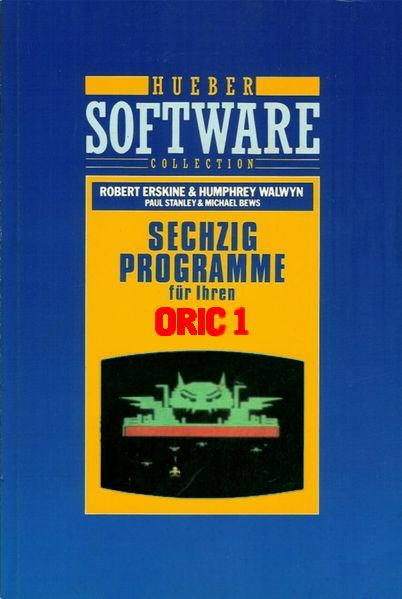 HUEBER
SOFTWARE
COLLECTION
ROBERT ERSKINE & HUMPHREY WALWYN
PAUL STANLEY & MICHAEL BEWS
SECHZIG
PROGRAMME
für Ihren
ORIC 1